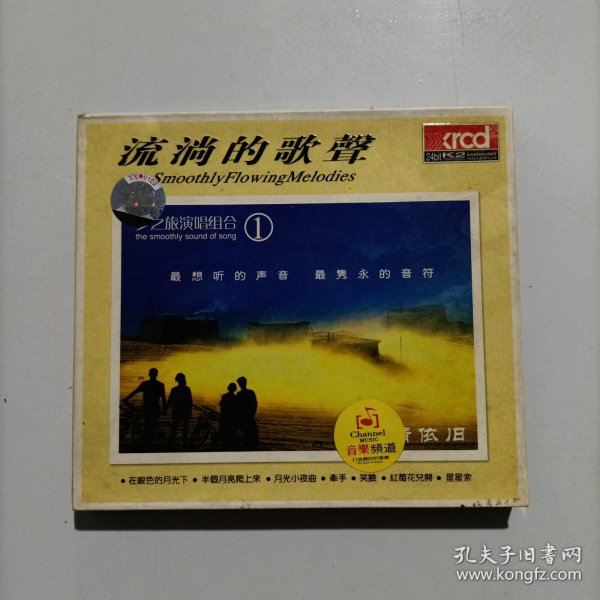 流淌的歌聲
SmoothlyFlowingMelodies
xrcd2
24bit K2
之旅演唱组合 1
the smoothly sound of song
最想听的声音 最隽永的音符
Channel
MUSIC
音樂頻道
依旧
•在銀色的月光下 •半個月亮爬上來 •月光小夜曲 •牽手 •笑臉 •紅莓花兒開 •星星索
孔夫子旧书网
www.kongfz.com